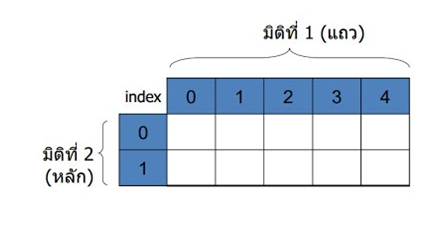 มิติที่ 1 (แถว)
index 0 1 2 3 4
0
มิติที่ 2
1
(หลัก)